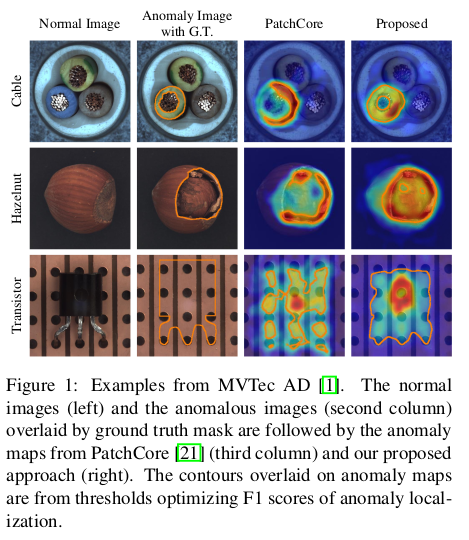 Normal Image
Anomaly Image
with G.T.
PatchCore
Proposed
Cable
Hazelnut
Transistor
Figure 1: Examples from MVTec AD [1]. The normal
images (left) and the anomalous images (second column)
overlaid by ground truth mask are followed by the anomaly
maps from PatchCore [21] (third column) and our proposed
approach (right). The contours overlaid on anomaly maps
are from thresholds optimizing F1 scores of anomaly local-
ization.